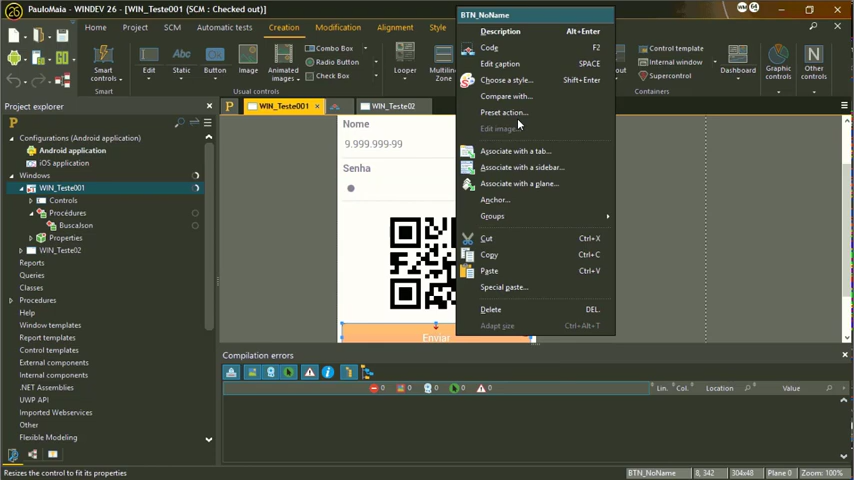 PauloMaia - WINDEV 26 - [WIN_Teste001 (SCM : Checked out)]
64
Home
Project
SCM
Automatic tests
Creation
Modification
Alignment
Style
Smart controls
Edit
Static
Button
Image
Animated images
Combo Box
Radio Button
Check Box
Looper
Multiline Zone
Control template
Internal window
Supercontrol
Dashboard
Other controls
Usual controls
Project explorer
WIN_Teste001
WIN_Teste02
Configurations (Android application)
Android application
iOS application
Windows
WIN_Teste001
Controls
Procédures
BuscaJson
Properties
WIN_Teste02
Reports
Queries
Classes
Procedures
Help
Window templates
Report templates
Control templates
External components
Internal components
.NET Assemblies
UWP API
Imported Webservices
Other
Flexible Modeling
Nome
9.999.999-99
Senha
Enviar
BTN_NoName
Description Alt+Enter
Code F2
Edit caption SPACE
Choose a style... Shift+Enter
Compare with...
Preset action...
Edit image...
Associate with a tab...
Associate with a sidebar...
Associate with a plane...
Anchor...
Groups
Cut Ctrl+X
Copy Ctrl+C
Paste Ctrl+V
Special paste...
Delete DEL.
Adapt size Ctrl+Alt+T
Compilation errors
0 0 0 0 0
Lin. Col. Location Value
Resizes the control to fit its properties
BTN_NoName 8, 342 304x48 Plane 0 100%